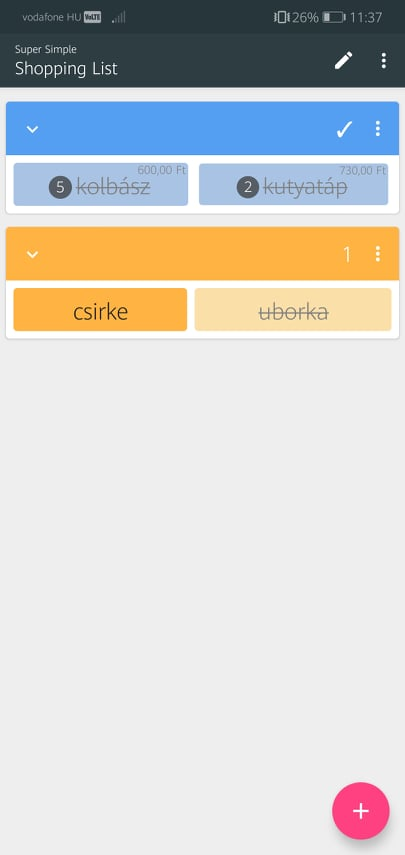 vodafone HU VoLTE 26% 11:37
Super Simple
Shopping List
600,00 Ft 730,00 Ft
5 kolbász 2 kutyatáp
1
csirke uborka